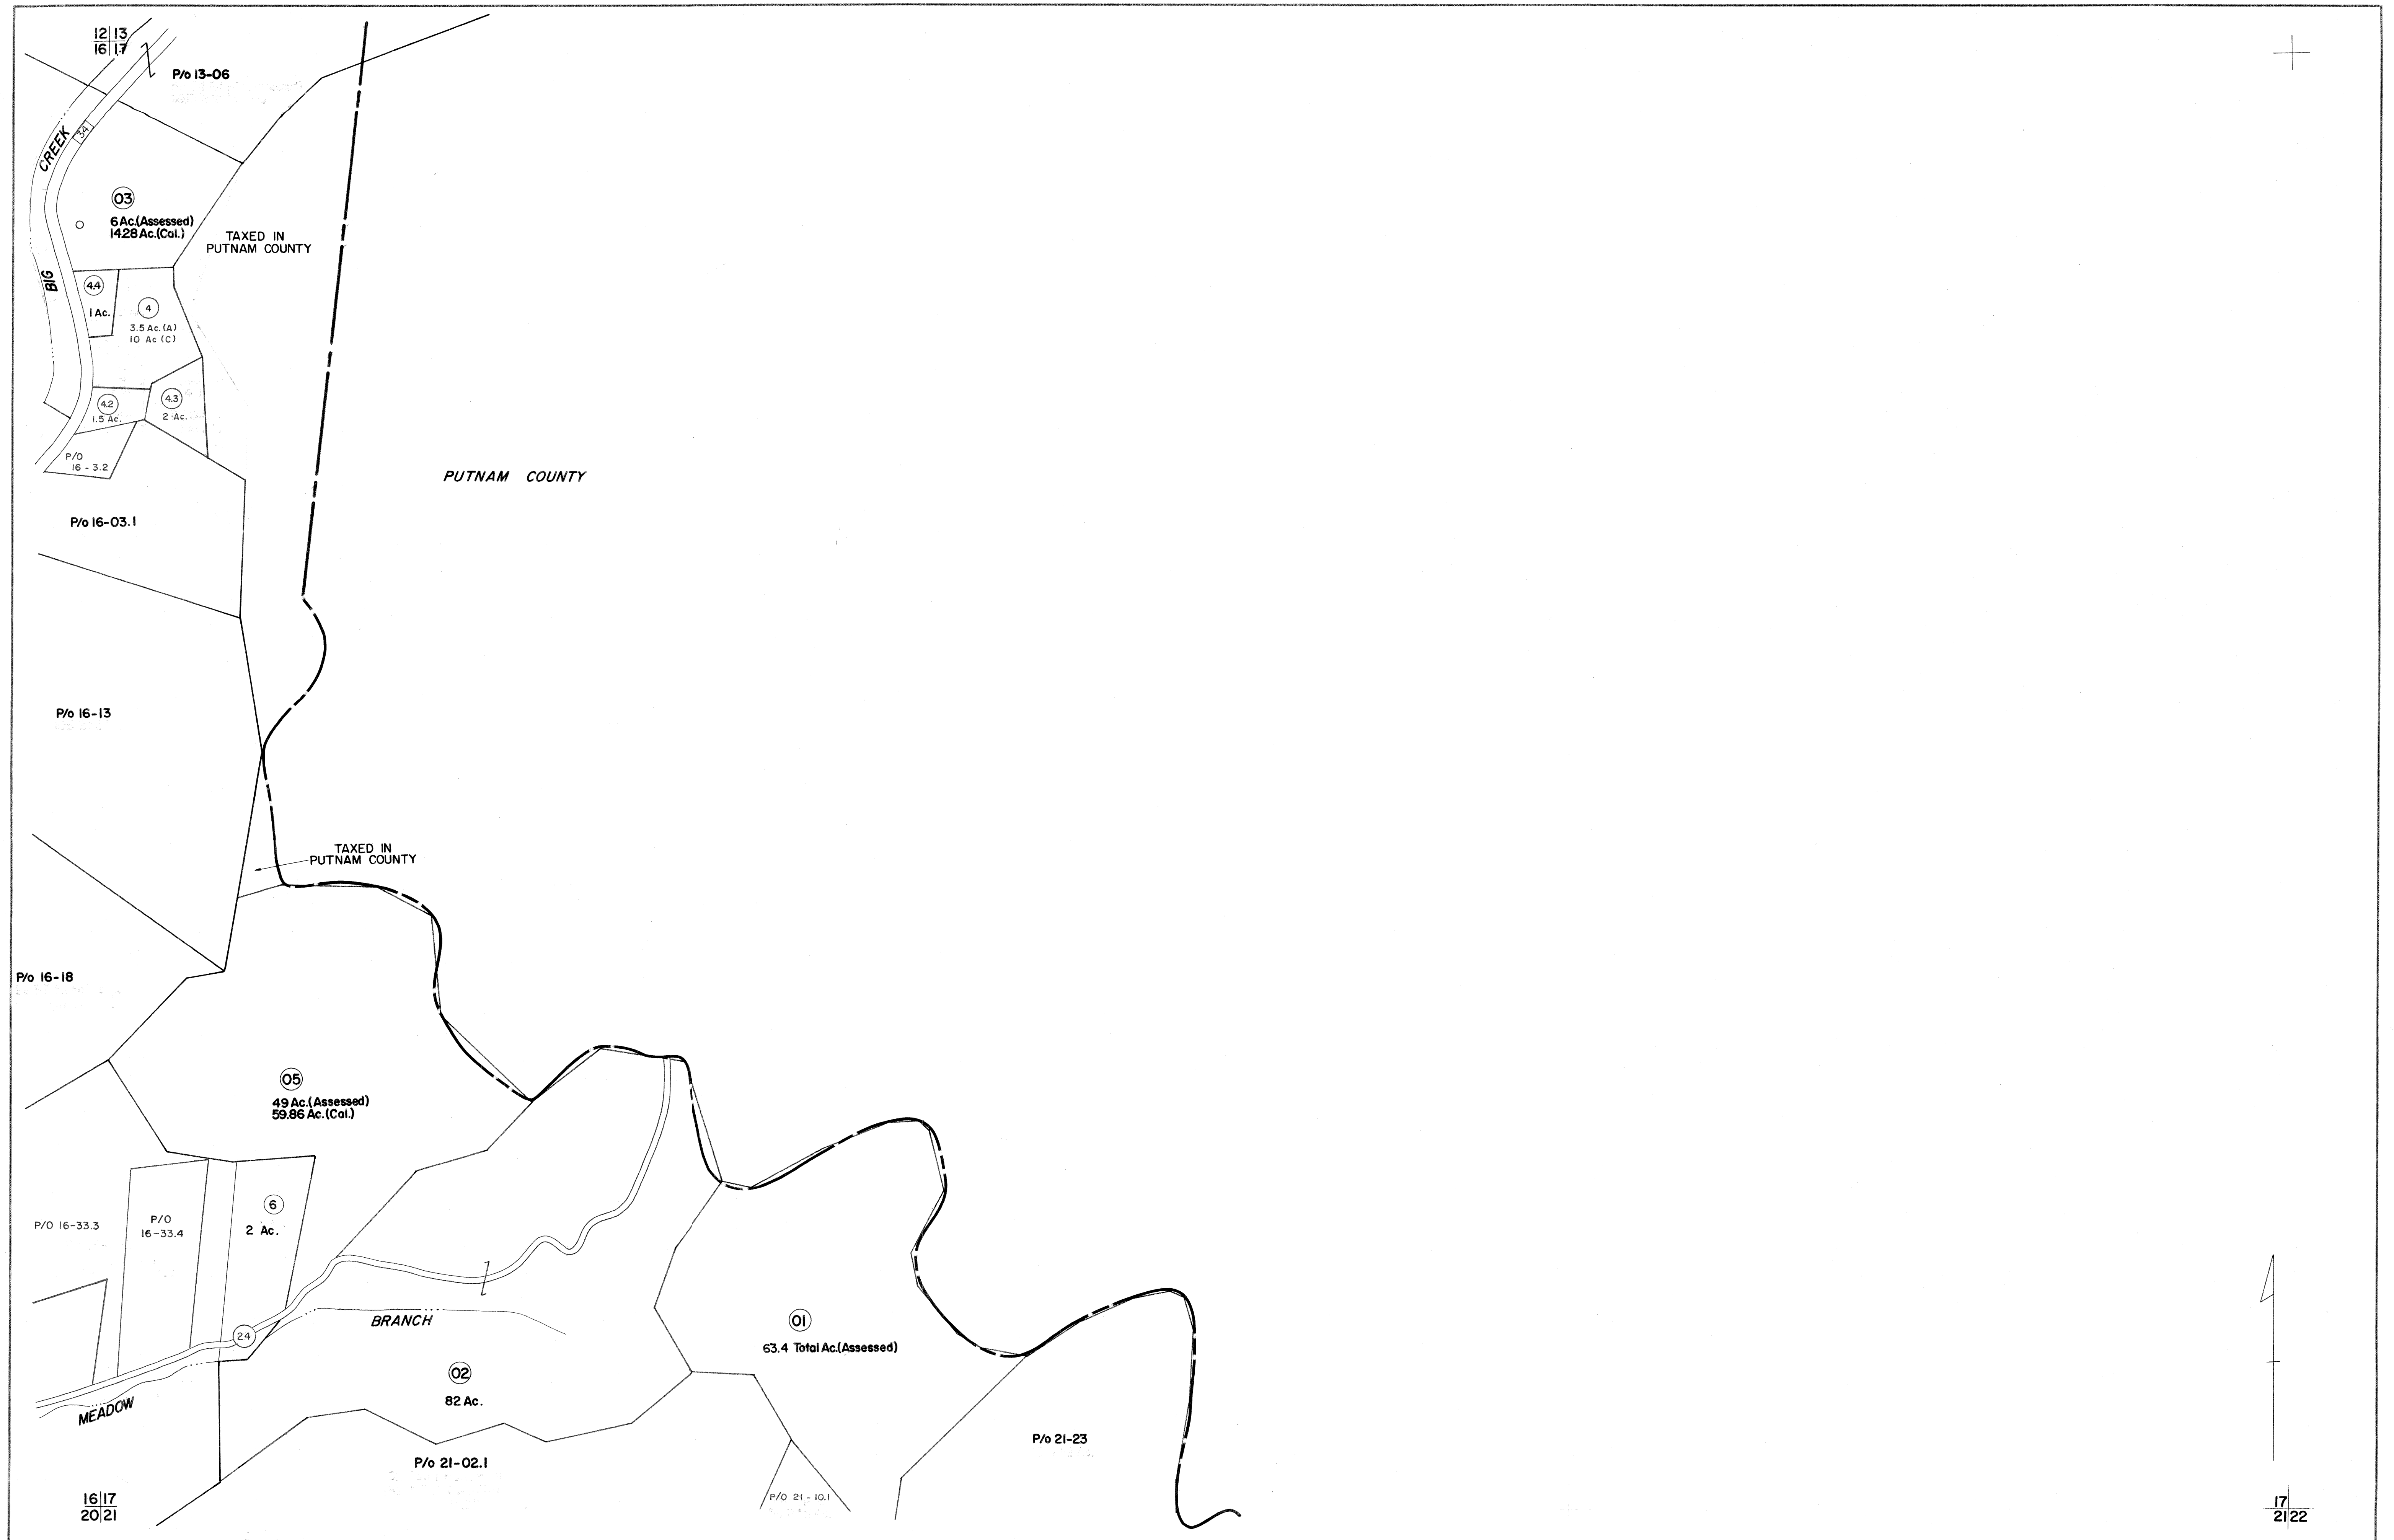 12 13
16 17
P/o 13-06
CREEK
34
03
6 Ac.(Assessed)
14.28 Ac.(Cal.)
TAXED IN
PUTNAM COUNTY
BIG
4.4
1 Ac.
4
3.5 Ac.(A)
10 Ac (C)
4.2
1.5 Ac.
4.3
2 Ac.
P/O
16 - 3.2
PUTNAM COUNTY
P/o 16-03.1
P/o 16-13
TAXED IN
PUTNAM COUNTY
P/o 16-18
05
49 Ac.(Assessed)
59.86 Ac.(Cal.)
6
2 Ac.
P/O 16-33.3
P/O
16-33.4
24
BRANCH
01
63.4 Total Ac.(Assessed)
02
82 Ac.
MEADOW
P/o 21-23
P/o 21-02.1
P/O 21 - 10.1
16 17
20 21
17
21 22